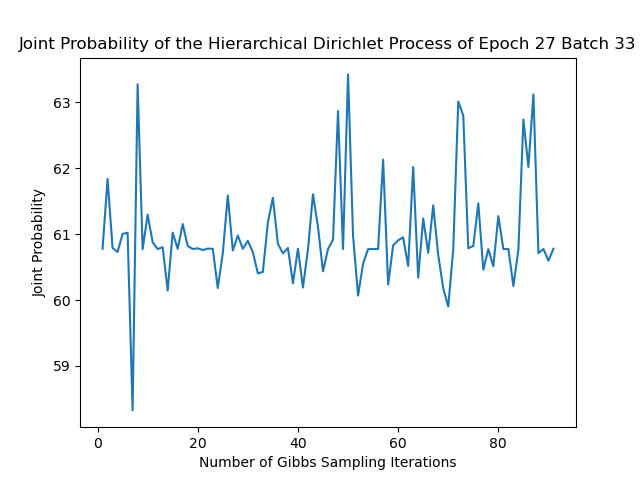 Joint Probability of the Hierarchical Dirichlet Process of Epoch 27 Batch 33
63
62
61
60
59
Joint Probability
0 20 40 60 80
Number of Gibbs Sampling Iterations